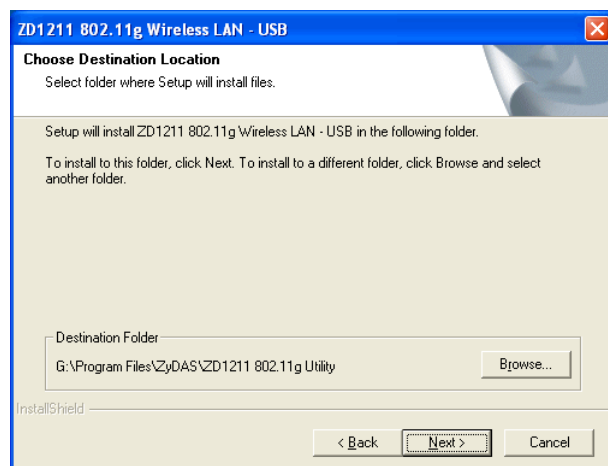 ZD1211 802.11g Wireless LAN - USB
Choose Destination Location
Select folder where Setup will install files.
Setup will install ZD1211 802.11g Wireless LAN - USB in the following folder.
To install to this folder, click Next. To install to a different folder, click Browse and select
another folder.
Destination Folder
G:\Program Files\ZyDAS\ZD1211 802.11g Utility
Browse...
InstallShield
< Back
Next >
Cancel